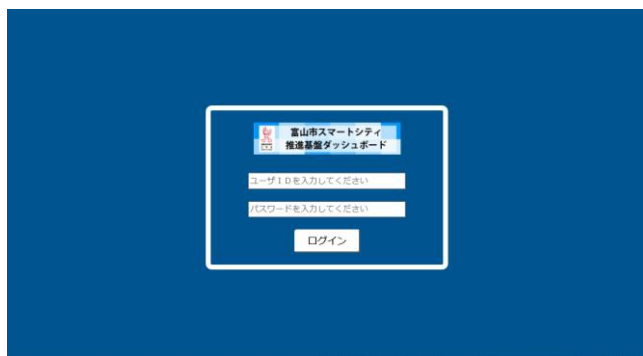 富山市スマートシティ
推進基盤ダッシュボード
ユーザIDを入力してください
パスワードを入力してください
ログイン